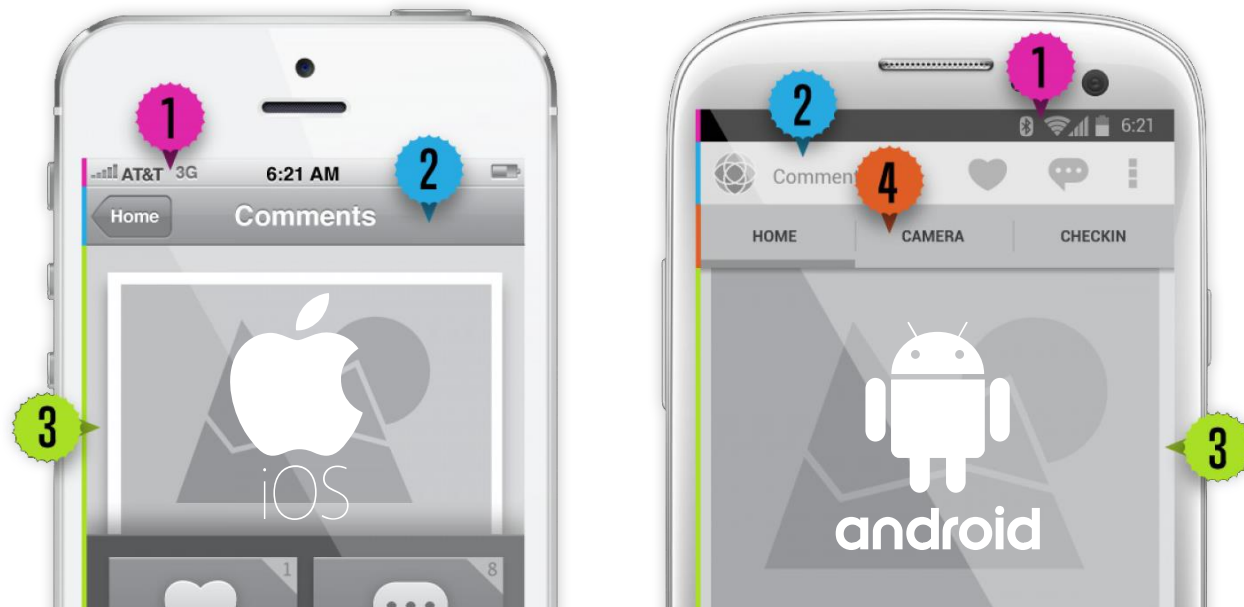 1
AT&T 3G
6:21 AM
2
Home
Comments
3
iOS
1
8
1
6:21
2
Commen
4
HOME
CAMERA
CHECKIN
3
android